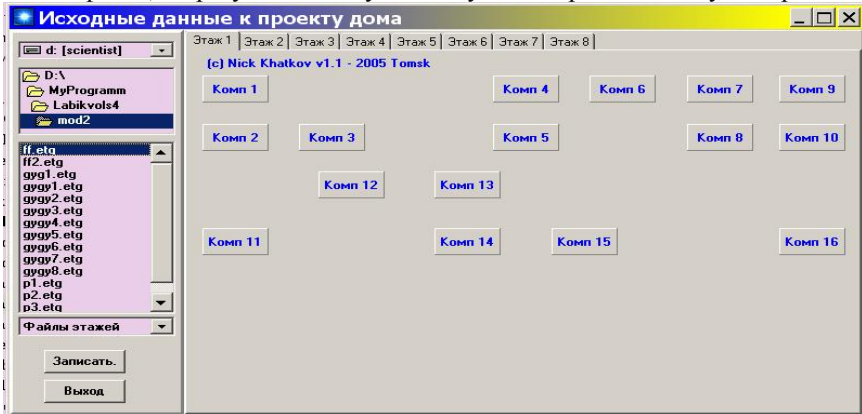 Исходные данные к проекту дома
d: [scientist]
D:\
MyProgramm
Labikvols4
mod2
ff.etg
ff2.etg
gyg1.etg
gygy1.etg
gygy2.etg
gygy3.etg
gygy4.etg
gygy5.etg
gygy6.etg
gygy7.etg
gygy8.etg
p1.etg
p2.etg
p3.etg
Файлы этажей
Записать.
Выход
Этаж 1 Этаж 2 Этаж 3 Этаж 4 Этаж 5 Этаж 6 Этаж 7 Этаж 8
(c) Nick Khatkov v1.1 - 2005 Tomsk
Комп 1 Комп 4 Комп 6 Комп 7 Комп 9
Комп 2 Комп 3 Комп 5 Комп 8 Комп 10
Комп 12 Комп 13
Комп 11 Комп 14 Комп 15 Комп 16